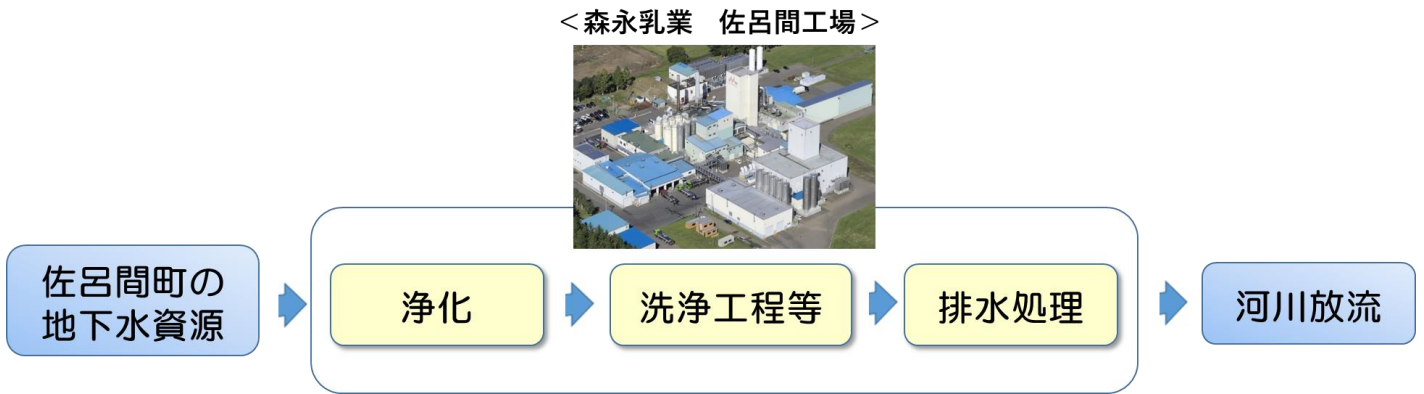 ＜森永乳業　佐呂間工場＞
佐呂間町の
地下水資源
浄化
洗浄工程等
排水処理
河川放流